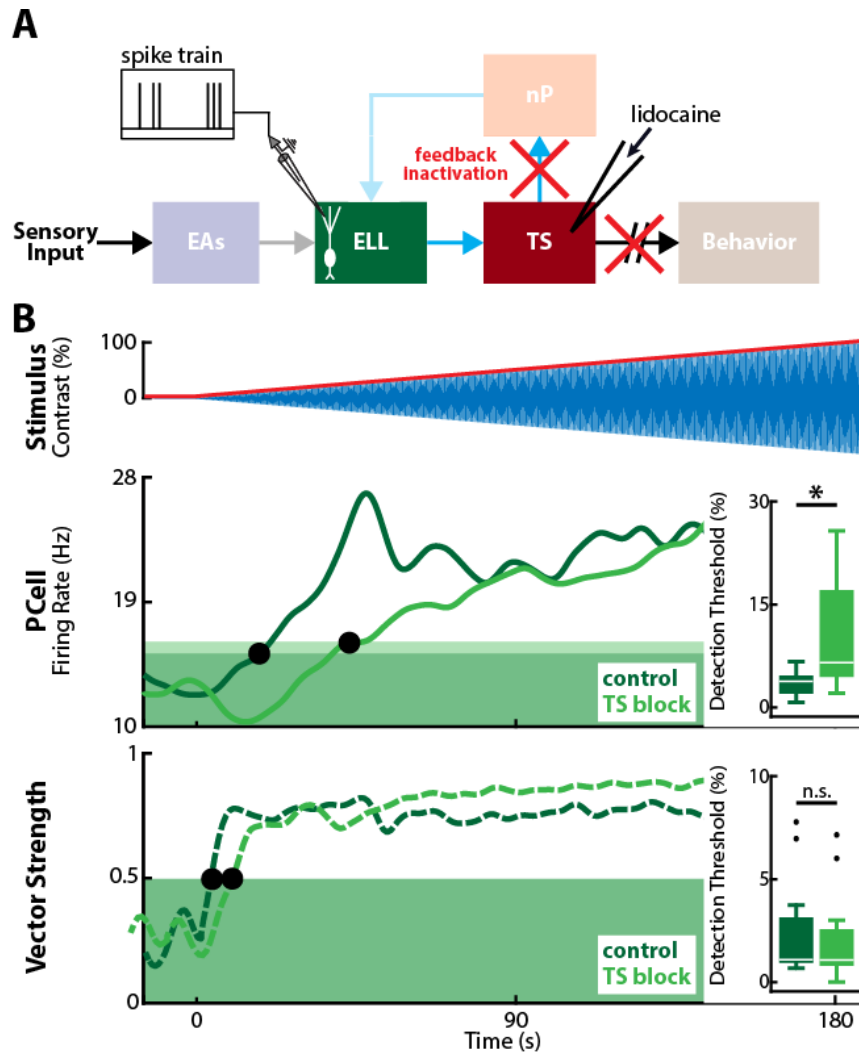 A
spike train
nP
lidocaine
feedback
inactivation
Sensory
Input
EAs
ELL
TS
Behavior
B
Stimulus
Contrast (%)
100
0
PCell
Firing Rate (Hz)
28
19
10
control
TS block
Detection Threshold (%)
30
15
0
*
Vector Strength
1
0.5
0
control
TS block
Detection Threshold (%)
10
5
0
n.s.
0
90
180
Time (s)